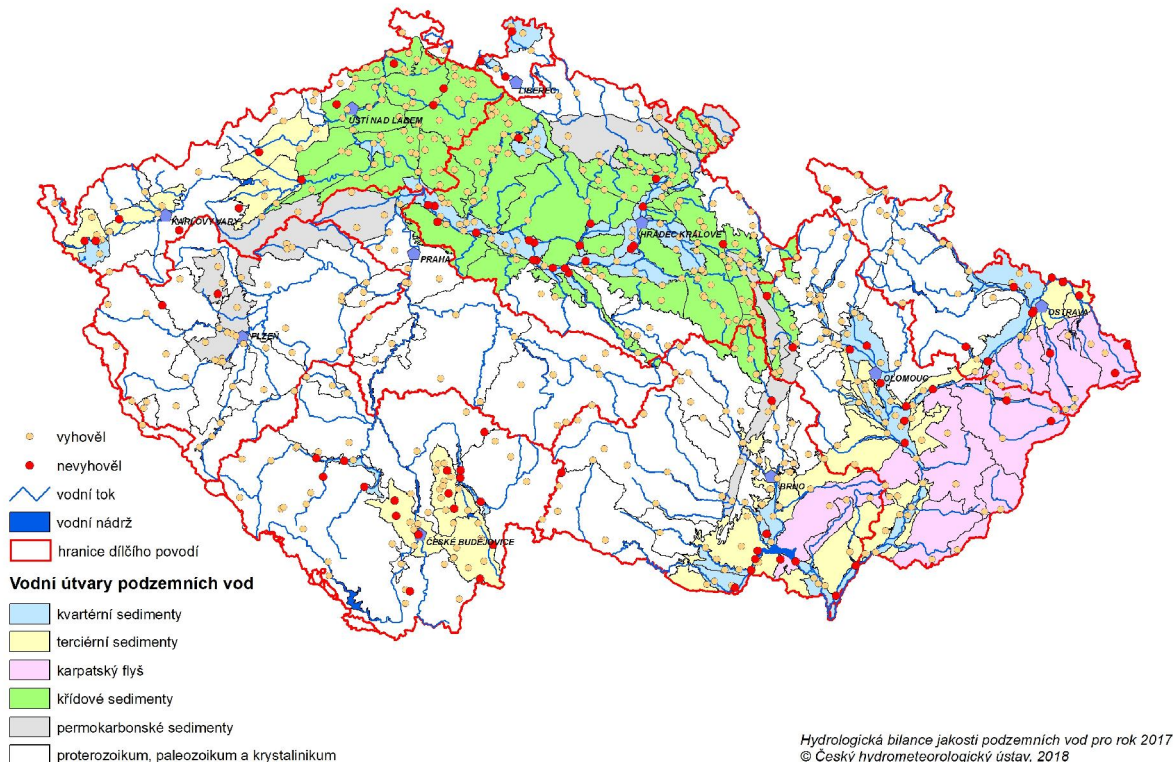 LIBEREC
ÚSTÍ NAD LABEM
KARLOVY VARY
HRADEC KRÁLOVÉ
PRAHA
OSTRAVA
PLZEŇ
OLOMOUC
BRNO
ČESKÉ BUDĚJOVICE
vyhověl
nevyhověl
vodní tok
vodní nádrž
hranice dílčího povodí
Vodní útvary podzemních vod
kvartérní sedimenty
terciérní sedimenty
karpatský flyš
křídové sedimenty
permokarbonské sedimenty
proterozoikum, paleozoikum a krystalinikum
Hydrologická bilance jakosti podzemních vod pro rok 2017
© Český hydrometeorologický ústav, 2018